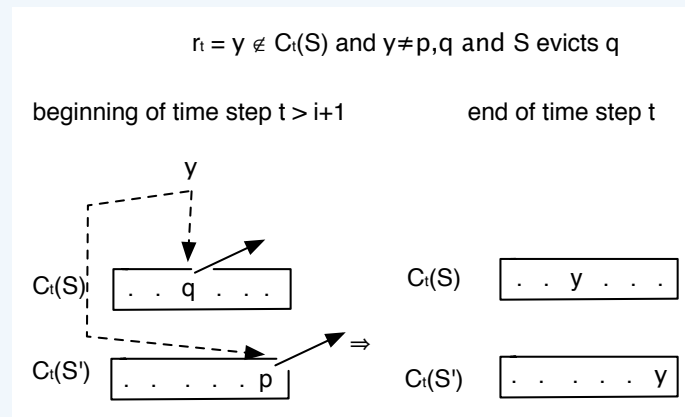 rₜ = y ∉ Cₜ(S) and y≠p,q and S evicts q
beginning of time step t > i+1 end of time step t
y
Cₜ(S) . . q . . . Cₜ(S) . . y . . .
Cₜ(S') . . . . . p ⇒ Cₜ(S') . . . . . y